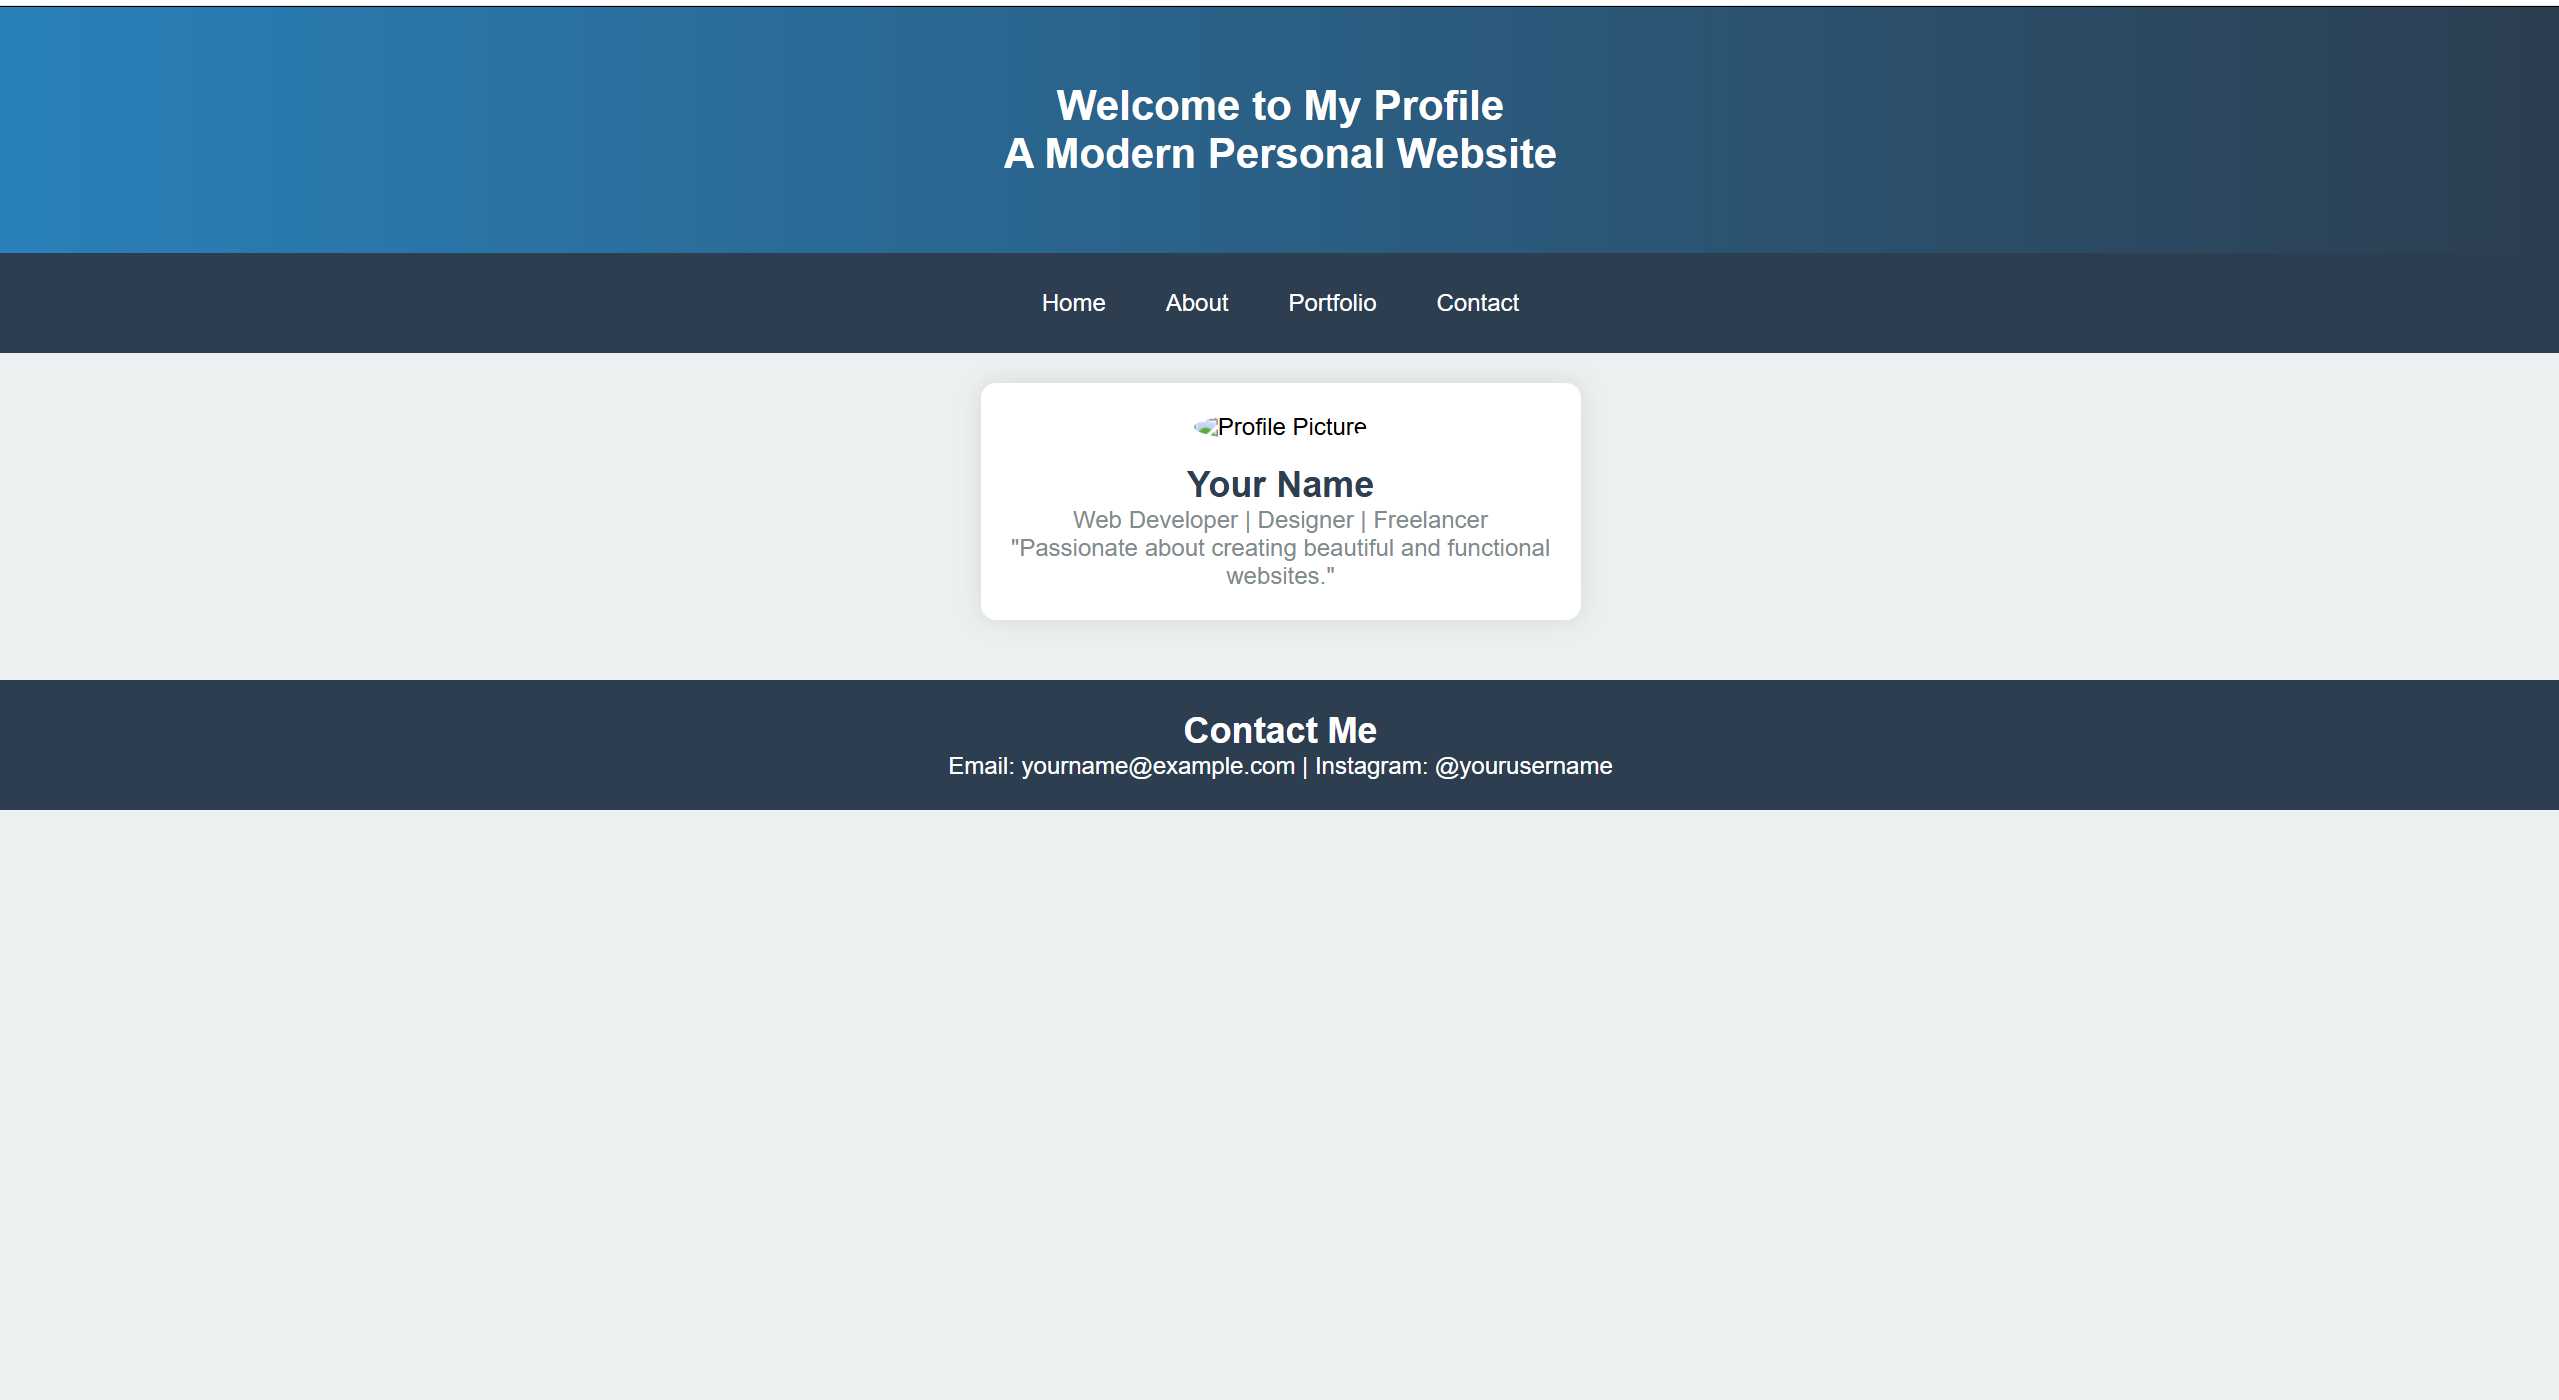 Welcome to My Profile
A Modern Personal Website
Home About Portfolio Contact
Profile Picture
Your Name
Web Developer | Designer | Freelancer
"Passionate about creating beautiful and functional
websites."
Contact Me
Email: yourname@example.com | Instagram: @yourusername